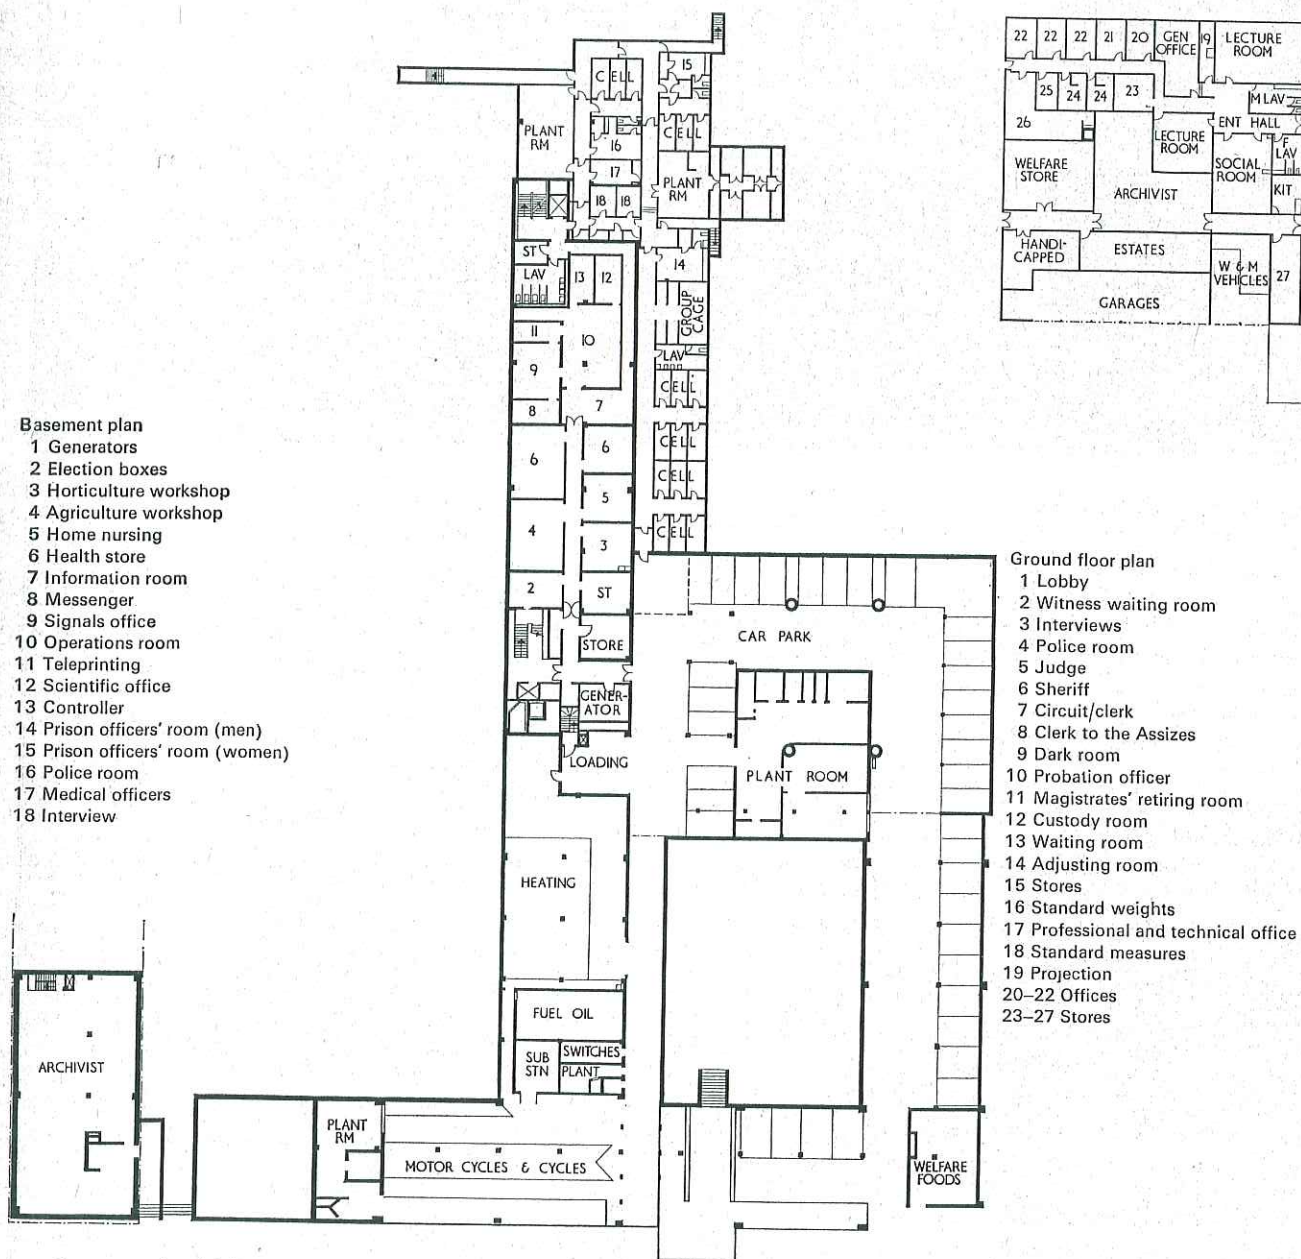 Basement plan
1 Generators
2 Election boxes
3 Horticulture workshop
4 Agriculture workshop
5 Home nursing
6 Health store
7 Information room
8 Messenger
9 Signals office
10 Operations room
11 Teleprinting
12 Scientific office
13 Controller
14 Prison officers' room (men)
15 Prison officers' room (women)
16 Police room
17 Medical officers
18 Interview
CELL
15
PLANT
RM
16
CELL
17
PLANT
RM
18 18
ST
LAV
13 12
14
GROUP
CAGE
11
10
9
LAV
CELL
8
7
6
6
CELL
CELL
5
4
3
CELL
2
ST
STORE
CAR PARK
GENER-
ATOR
LOADING
PLANT ROOM
HEATING
FUEL OIL
SUB
STN
SWITCHES
PLANT
ARCHIVIST
PLANT
RM
MOTOR CYCLES & CYCLES
WELFARE
FOODS
22 22 22 21 20
GEN
OFFICE
19
LECTURE
ROOM
25 24 24 23
M LAV
26
ENT HALL
LECTURE
ROOM
F
LAV
WELFARE
STORE
SOCIAL
ROOM
ARCHIVIST
KIT
HANDI-
CAPPED
ESTATES
W & M
VEHICLES
27
GARAGES
Ground floor plan
1 Lobby
2 Witness waiting room
3 Interviews
4 Police room
5 Judge
6 Sheriff
7 Circuit/clerk
8 Clerk to the Assizes
9 Dark room
10 Probation officer
11 Magistrates' retiring room
12 Custody room
13 Waiting room
14 Adjusting room
15 Stores
16 Standard weights
17 Professional and technical office
18 Standard measures
19 Projection
20–22 Offices
23–27 Stores